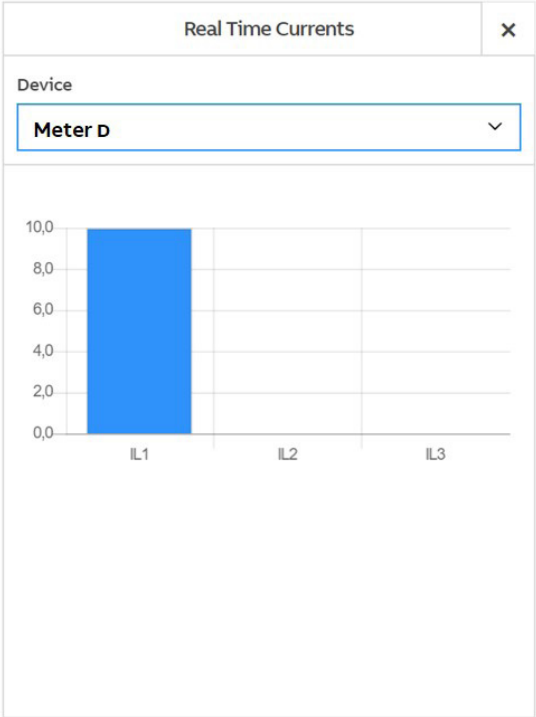 Real Time Currents ×
Device
Meter D
10,0
8,0
6,0
4,0
2,0
0,0
IL1 IL2 IL3